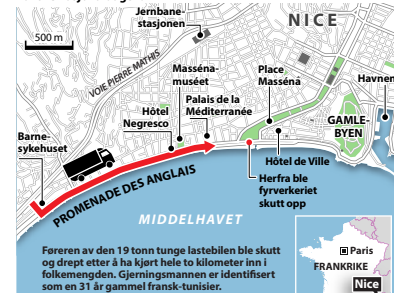 Jernbane-
stasjonen
NICE
500 m
VOIE PIERRE MATHIS
Masséna-
muséet
Place
Masséna
Havnen
Hôtel
Negresco
Palais de la
Méditerranée
GAMLE-
BYEN
Barne-
sykehuset
Hôtel de Ville
PROMENADE DES ANGLAIS
Herfra ble
fyrverkeriet
skutt opp
MIDDELHAVET
Føreren av den 19 tonn tunge lastebilen ble skutt
og drept etter å ha kjørt hele to kilometer inn i
folkemengden. Gjerningsmannen er identifisert
som en 31 år gammel fransk-tunisier.
Paris
FRANKRIKE
Nice